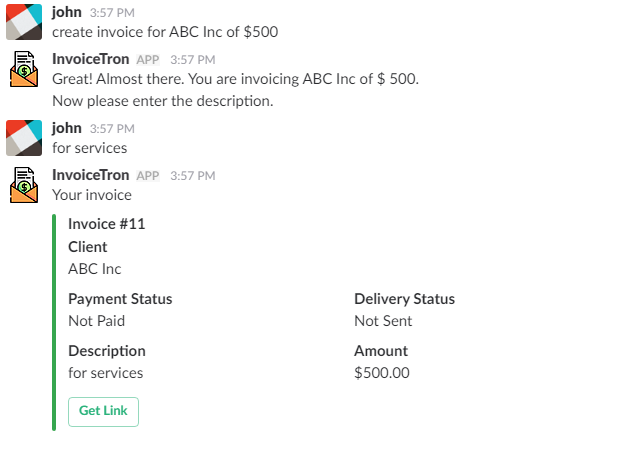 john 3:57 PM
create invoice for ABC Inc of $500
InvoiceTron APP 3:57 PM
Great! Almost there. You are invoicing ABC Inc of $ 500.
Now please enter the description.
john 3:57 PM
for services
InvoiceTron APP 3:57 PM
Your invoice
Invoice #11
Client
ABC Inc
Payment Status Delivery Status
Not Paid Not Sent
Description Amount
for services $500.00
Get Link